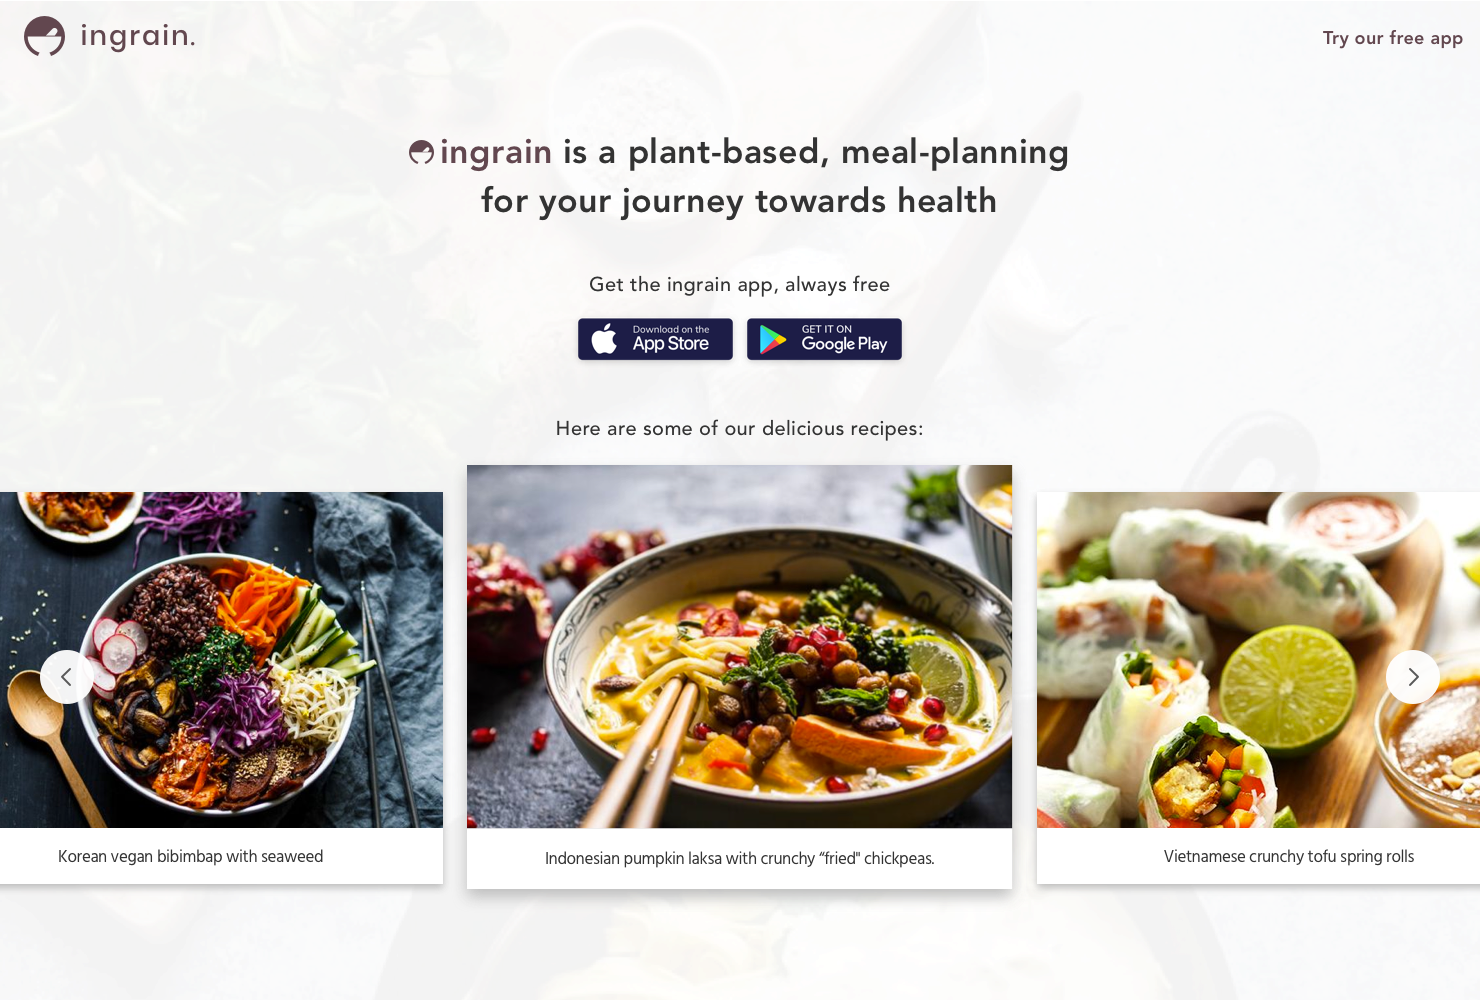 ingrain.
Try our free app
ingrain is a plant-based, meal-planning
for your journey towards health
Get the ingrain app, always free
Download on the
App Store
GET IT ON
Google Play
Here are some of our delicious recipes:
Korean vegan bibimbap with seaweed
Indonesian pumpkin laksa with crunchy “fried" chickpeas.
Vietnamese crunchy tofu spring rolls